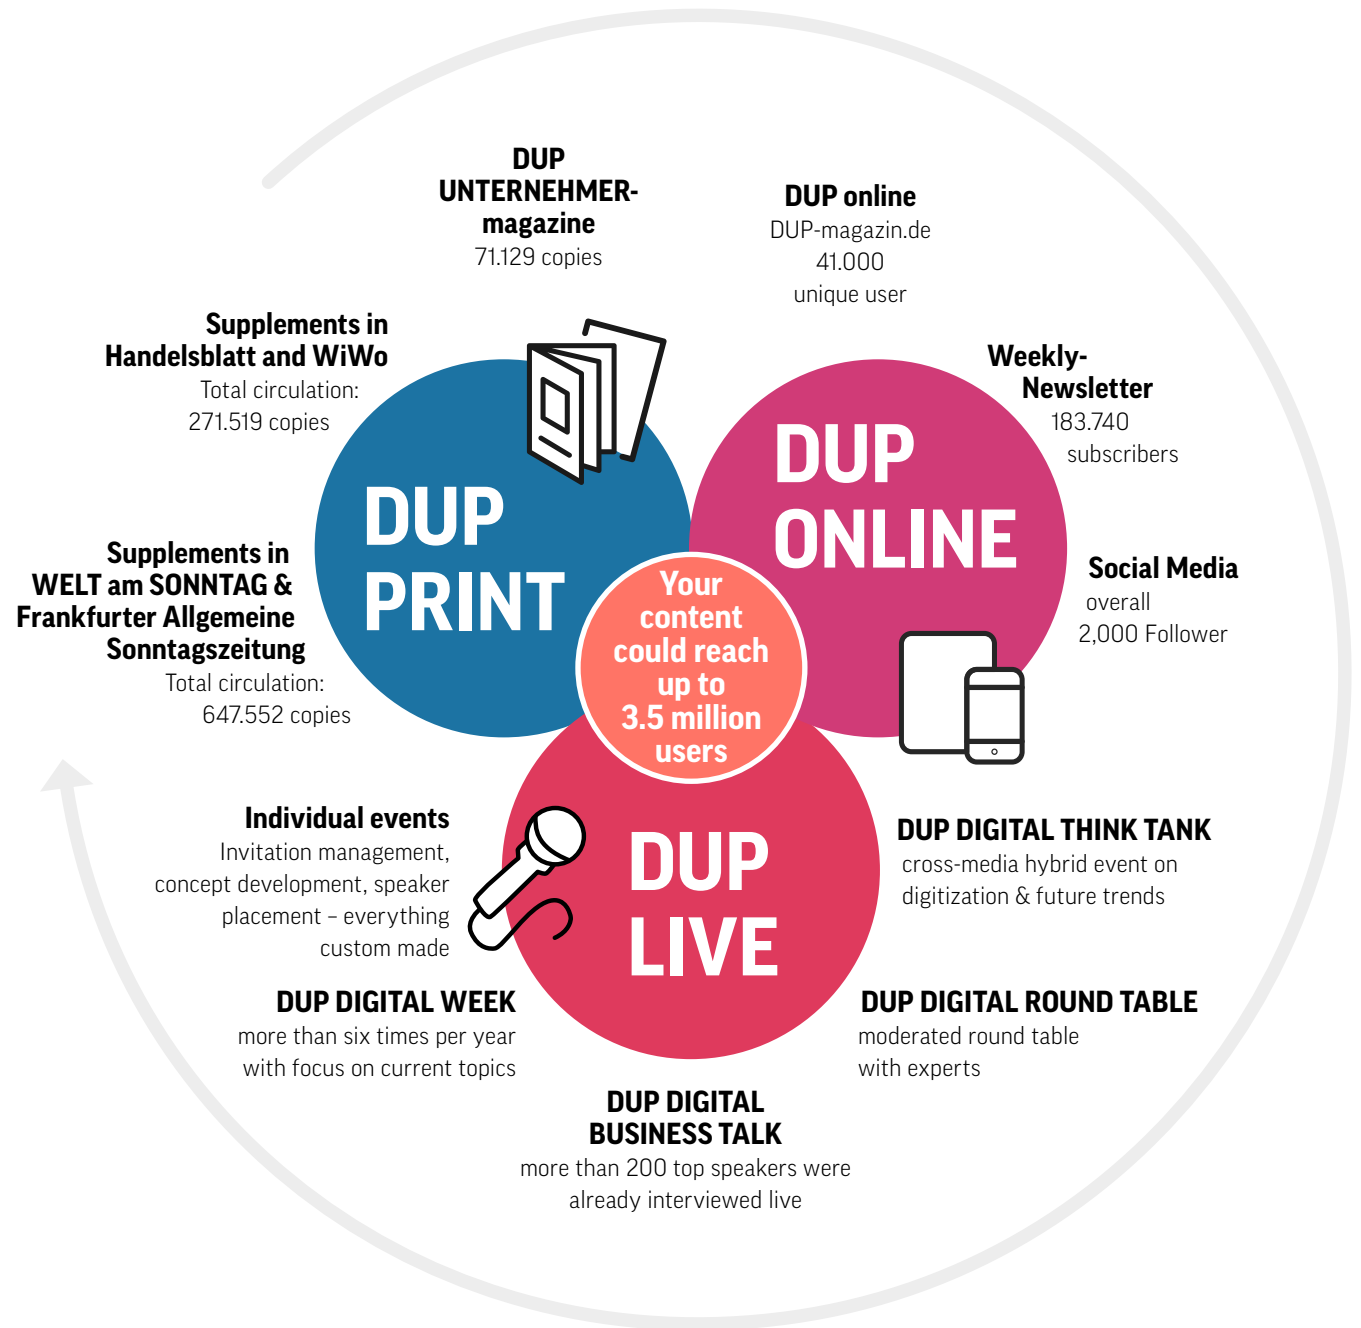 DUP
UNTERNEHMER-
magazine
71.129 copies
DUP online
DUP-magazin.de
41.000
unique user
Supplements in
Handelsblatt and WiWo
Total circulation:
271.519 copies
Weekly-
Newsletter
183.740
subscribers
DUP
PRINT
DUP
ONLINE
Supplements in
WELT am SONNTAG &
Frankfurter Allgemeine
Sonntagszeitung
Total circulation:
647.552 copies
Social Media
overall
2,000 Follower
Your
content
could reach
up to
3.5 million
users
Individual events
Invitation management,
concept development, speaker
placement – everything
custom made
DUP
LIVE
DUP DIGITAL THINK TANK
cross-media hybrid event on
digitization & future trends
DUP DIGITAL WEEK
more than six times per year
with focus on current topics
DUP DIGITAL ROUND TABLE
moderated round table
with experts
DUP DIGITAL
BUSINESS TALK
more than 200 top speakers were
already interviewed live